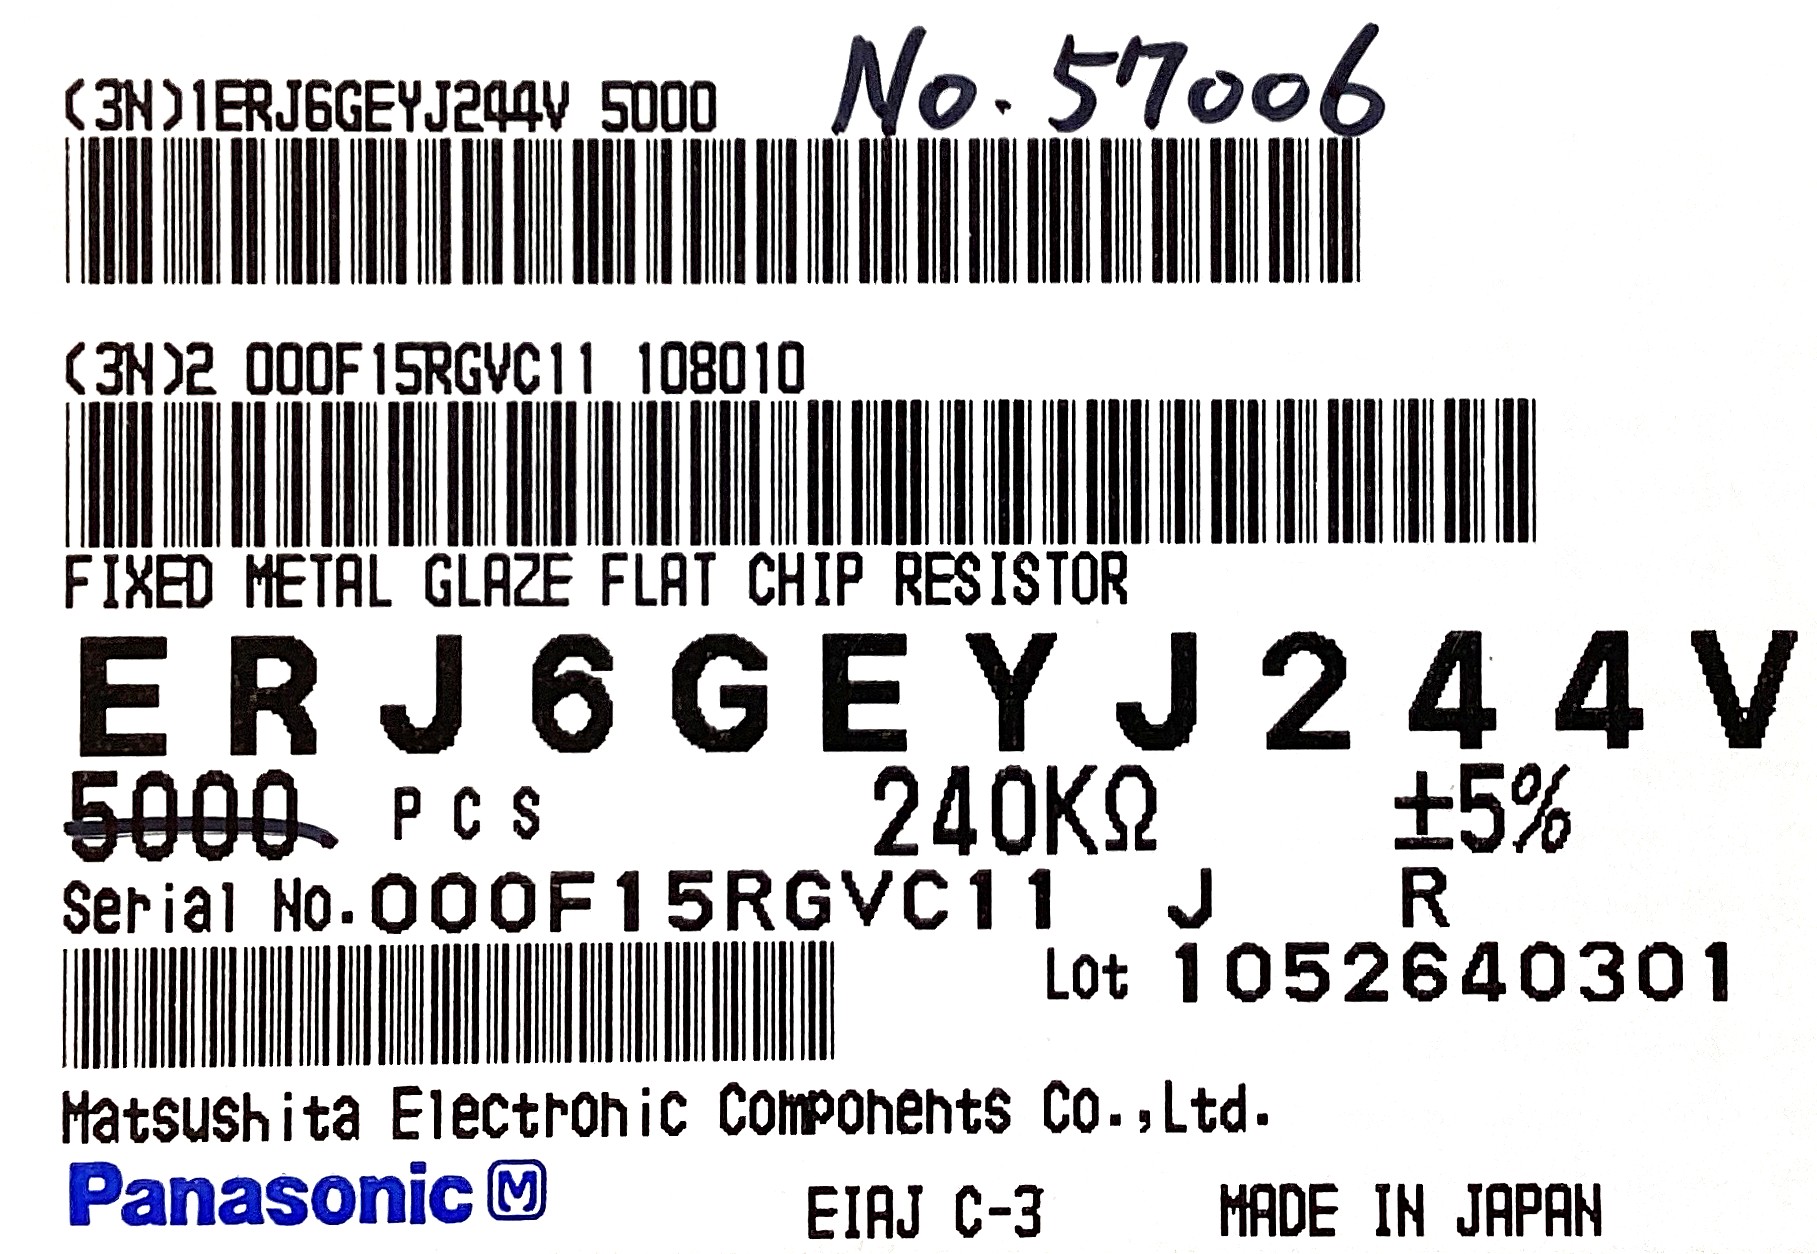 (3N)1ERJ6GEYJ244V 5000 No. 57006
(3N)2 000F15RGVC11 108010
FIXED METAL GLAZE FLAT CHIP RESISTOR
ERJ6GEYJ244V
5000 PCS 240KΩ ±5%
Serial No.000F15RGVC11 J R
Lot 1052640301
Matsushita Electronic Components Co.,Ltd.
Panasonic M
EIAJ C-3 MADE IN JAPAN